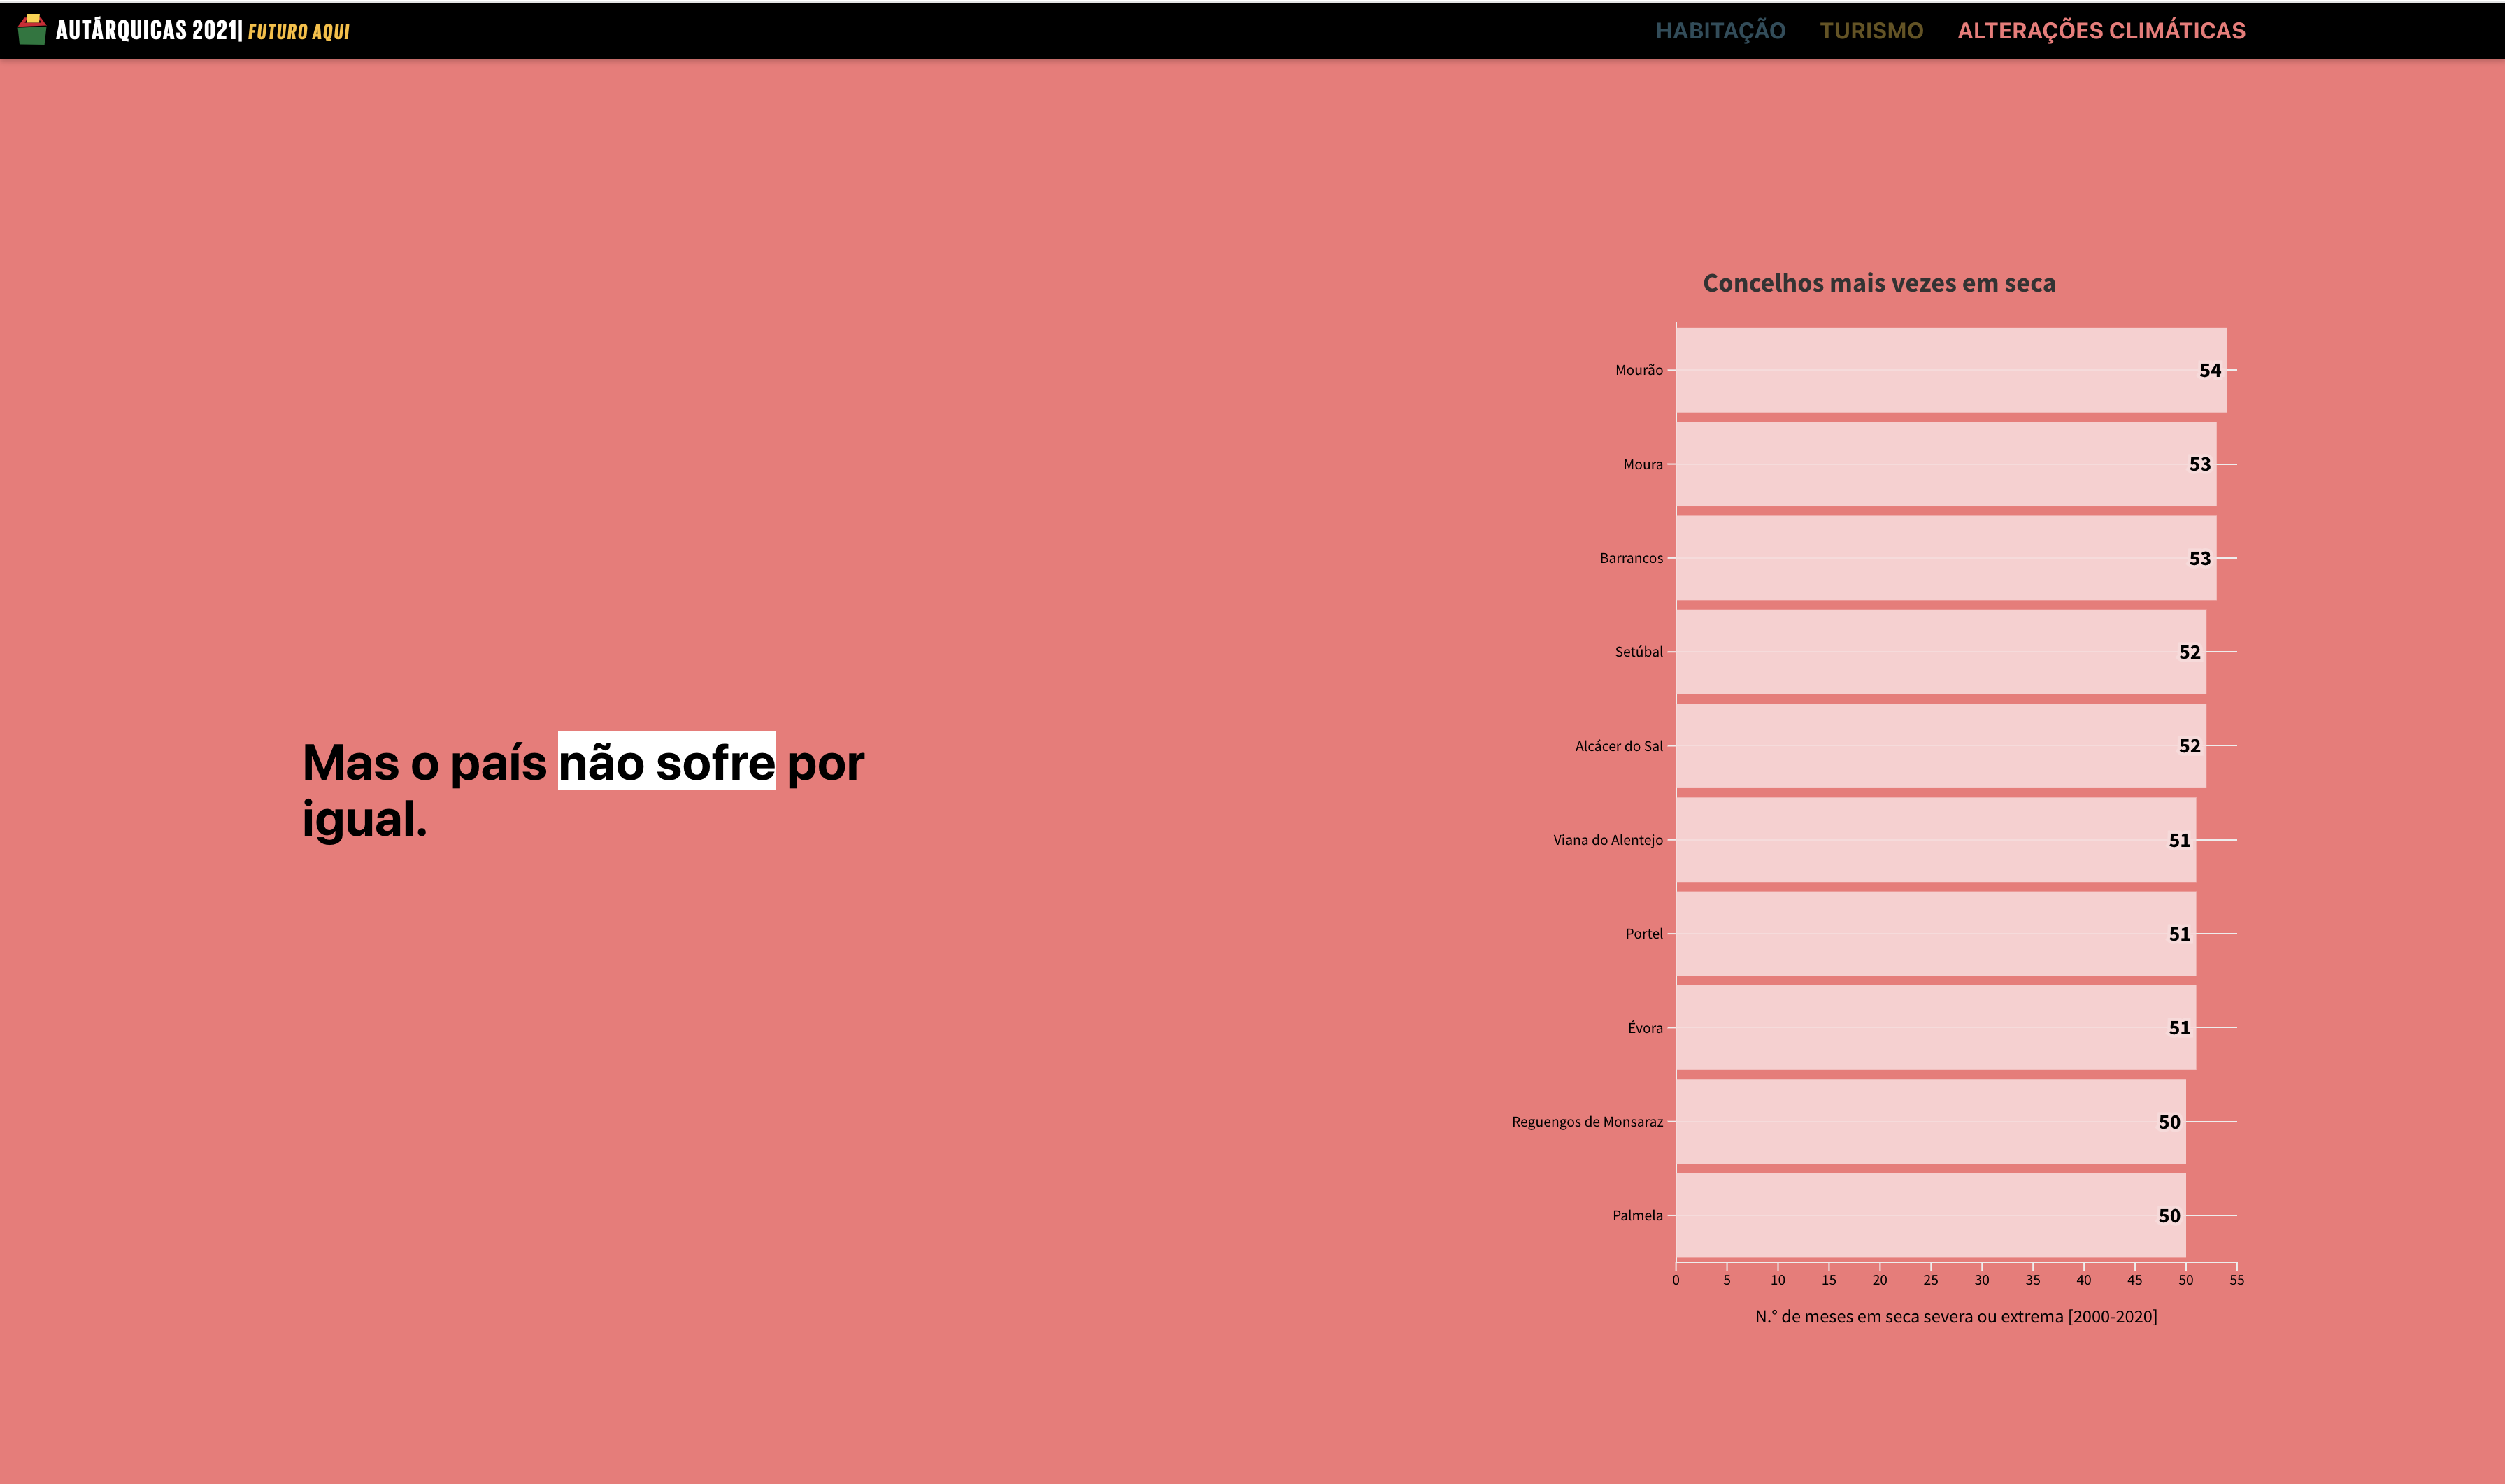 AUTÁRQUICAS 2021| FUTURO AQUI
HABITAÇÃO TURISMO ALTERAÇÕES CLIMÁTICAS
Mas o país não sofre por
igual.
Concelhos mais vezes em seca
Mourão 54
Moura 53
Barrancos 53
Setúbal 52
Alcácer do Sal 52
Viana do Alentejo 51
Portel 51
Évora 51
Reguengos de Monsaraz 50
Palmela 50
0 5 10 15 20 25 30 35 40 45 50 55
N.° de meses em seca severa ou extrema [2000-2020]